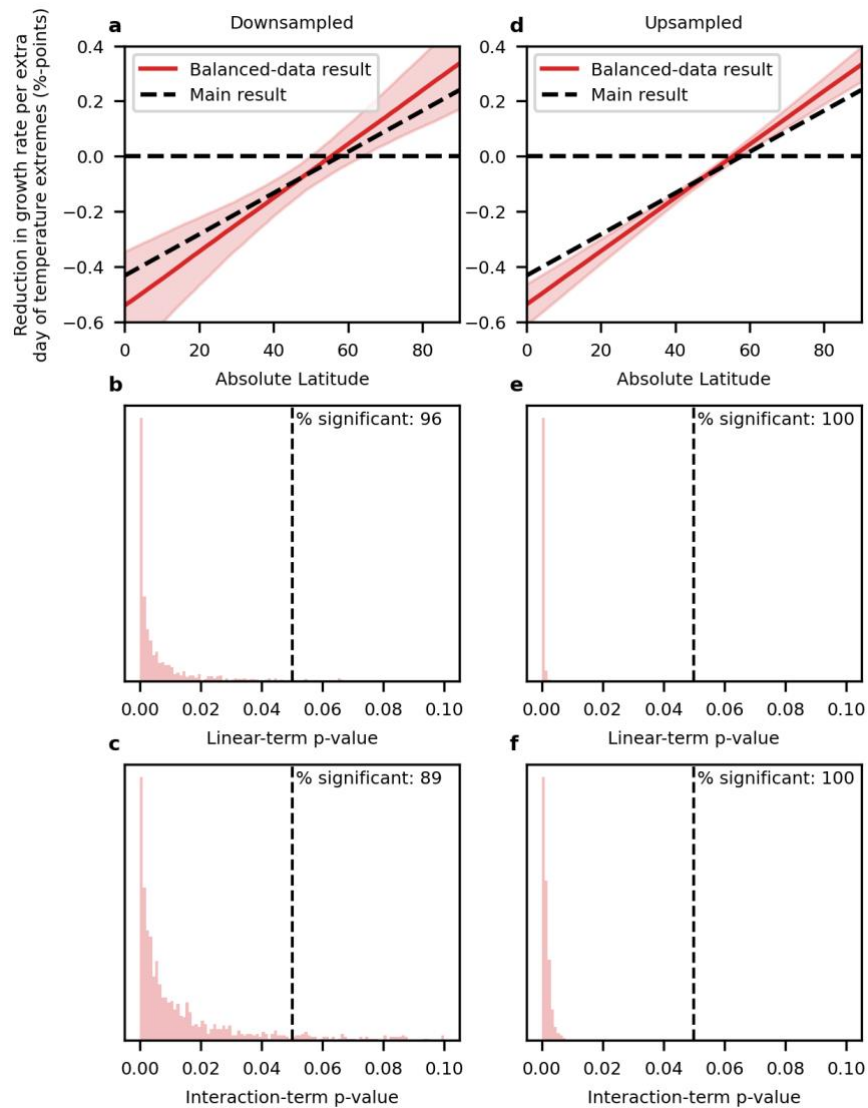 a
Downsampled
Reduction in growth rate per extra
day of temperature extremes (%-points)
0.4
0.2
0.0
−0.2
−0.4
−0.6
Balanced-data result
Main result
0 20 40 60 80
Absolute Latitude
d
Upsampled
0.4
0.2
0.0
−0.2
−0.4
−0.6
Balanced-data result
Main result
0 20 40 60 80
Absolute Latitude
b
% significant: 96
0.00 0.02 0.04 0.06 0.08 0.10
Linear-term p-value
e
% significant: 100
0.00 0.02 0.04 0.06 0.08 0.10
Linear-term p-value
c
% significant: 89
0.00 0.02 0.04 0.06 0.08 0.10
Interaction-term p-value
f
% significant: 100
0.00 0.02 0.04 0.06 0.08 0.10
Interaction-term p-value